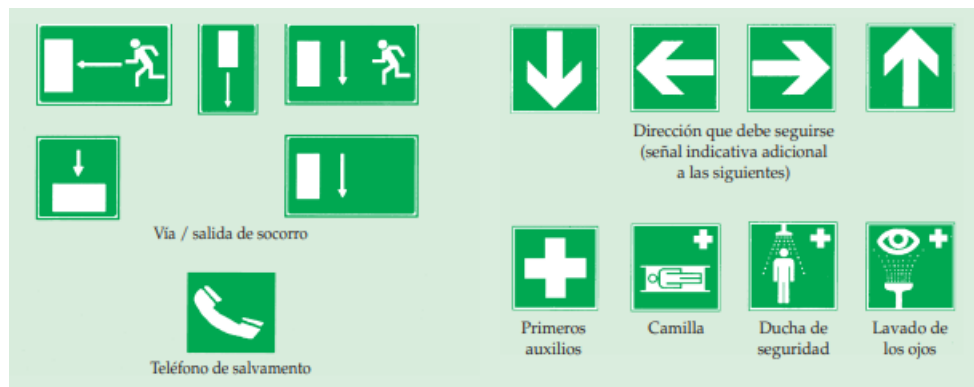 Vía / salida de socorro
Teléfono de salvamento
Dirección que debe seguirse
(señal indicativa adicional
a las siguientes)
Primeros
auxilios
Camilla
Ducha de
seguridad
Lavado de
los ojos